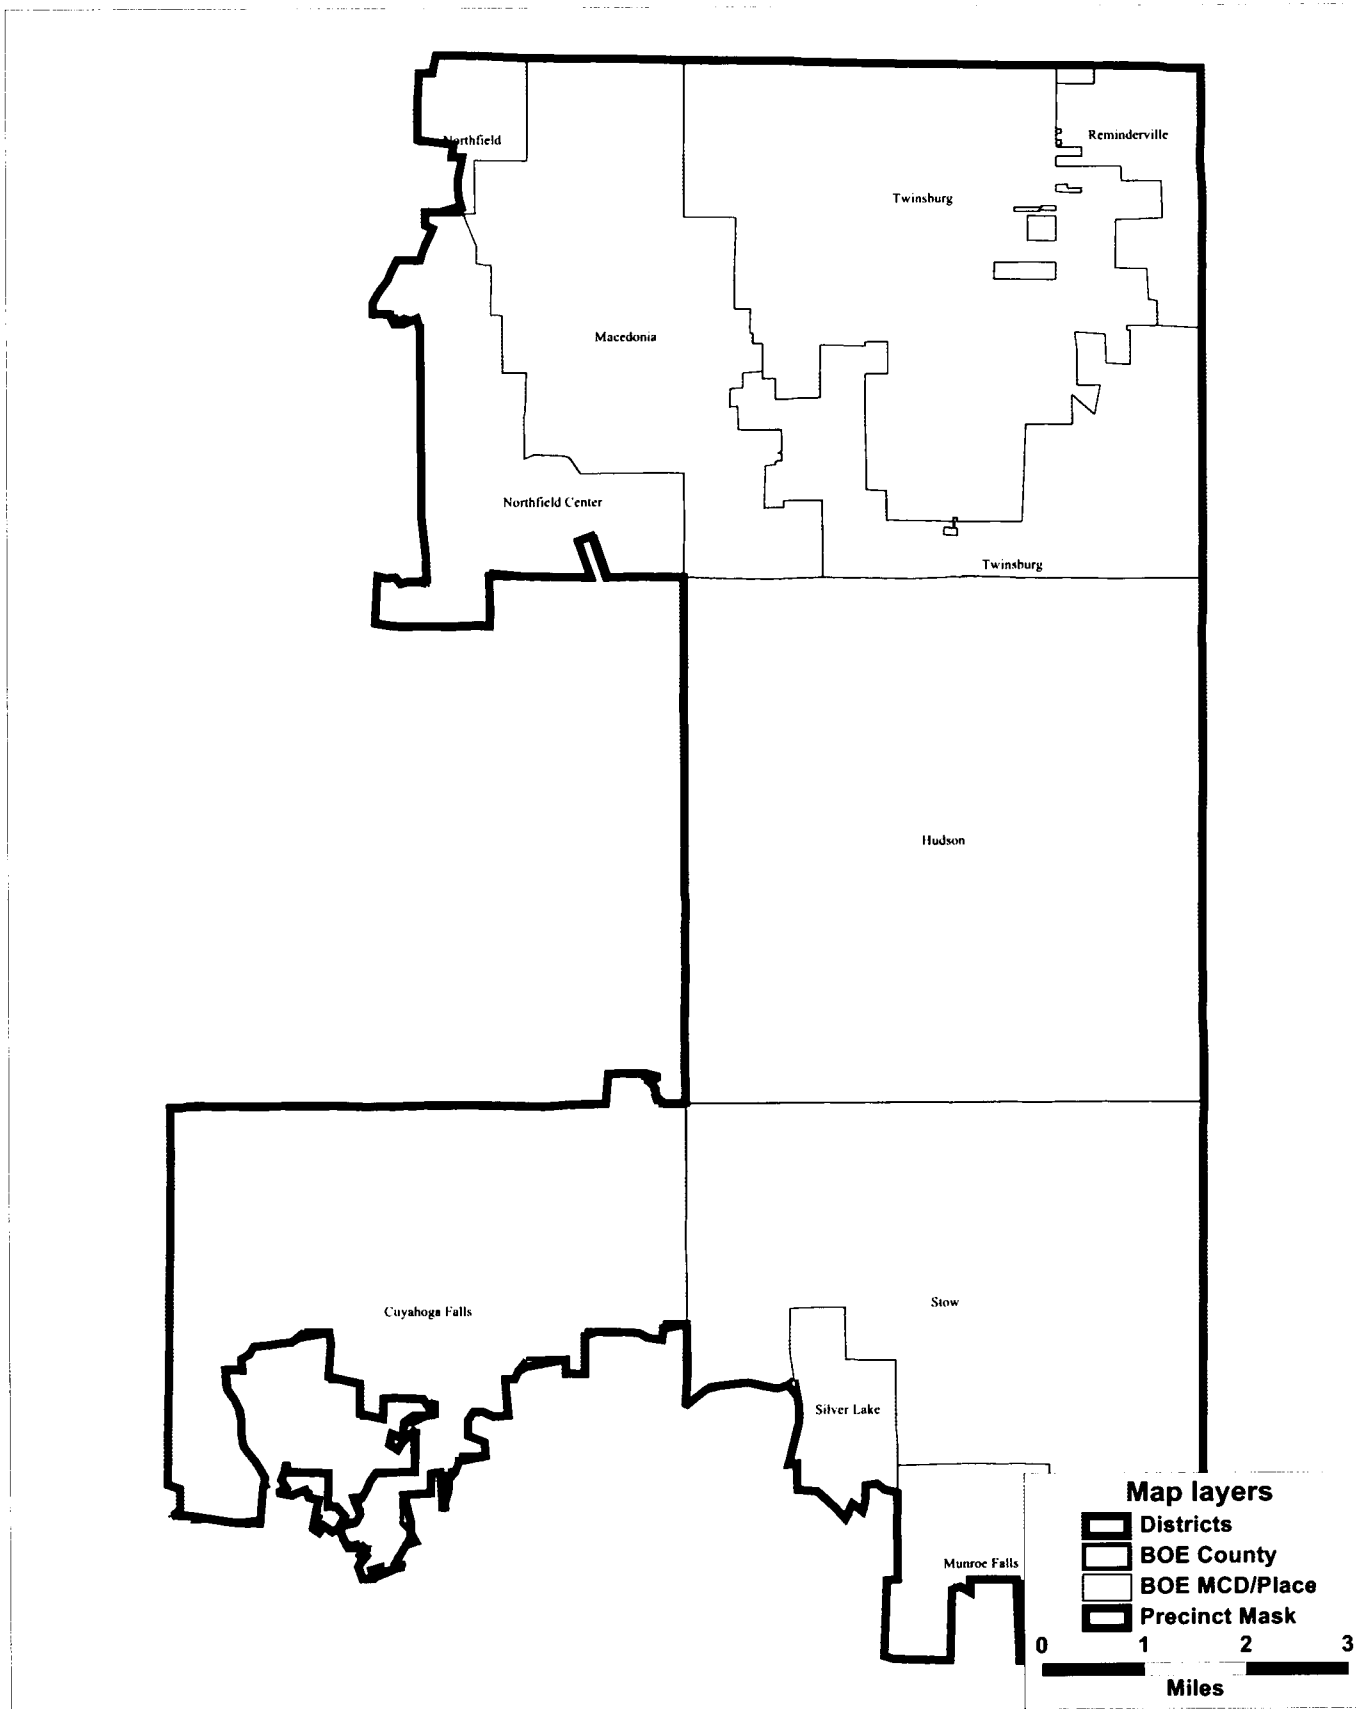 Northfield
Reminderville
Twinsburg
Macedonia
Northfield Center
Twinsburg
Hudson
Cuyahoga Falls
Stow
Silver Lake
Munroe Falls
Map layers
Districts
BOE County
BOE MCD/Place
Precinct Mask
0 1 2 3
Miles